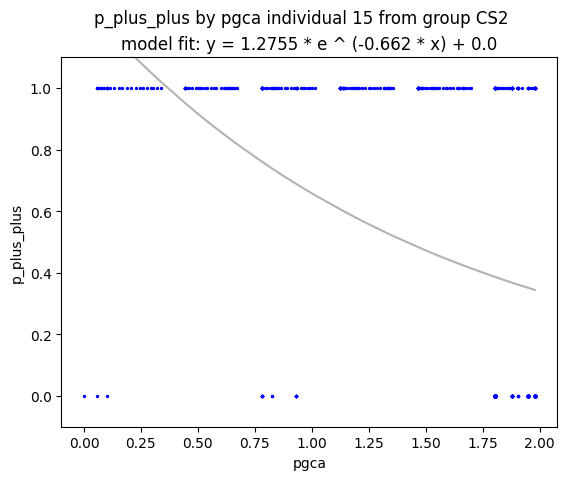 p_plus_plus by pgca individual 15 from group CS2
model fit: y = 1.2755 * e ^ (-0.662 * x) + 0.0
1.0
0.8
0.6
0.4
0.2
0.0
p_plus_plus
0.00 0.25 0.50 0.75 1.00 1.25 1.50 1.75 2.00
pgca